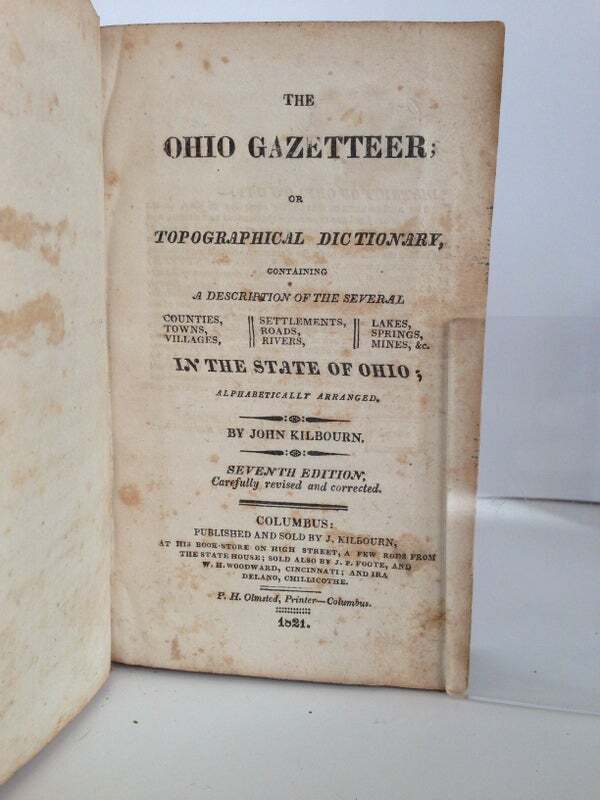 THE
OHIO GAZETTEER;
OR
TOPOGRAPHICAL DICTIONARY,
CONTAINING
A DESCRIPTION OF THE SEVERAL
COUNTIES, SETTLEMENTS, LAKES,
TOWNS, ROADS, SPRINGS,
VILLAGES, RIVERS, MINES, &c.
IN THE STATE OF OHIO;
ALPHABETICALLY ARRANGED.
BY JOHN KILBOURN.
SEVENTH EDITION,
Carefully revised and corrected.
COLUMBUS:
PUBLISHED AND SOLD BY J. KILBOURN;
AT HIS BOOK-STORE ON HIGH STREET, A FEW RODS FROM
THE STATE HOUSE; SOLD ALSO BY J. P. FOOTE, AND
W. H. WOODWARD, CINCINNATI; AND IRA
DELANO, CHILLICOTHE.
P. H. Olmsted, Printer—Columbus.
1821.